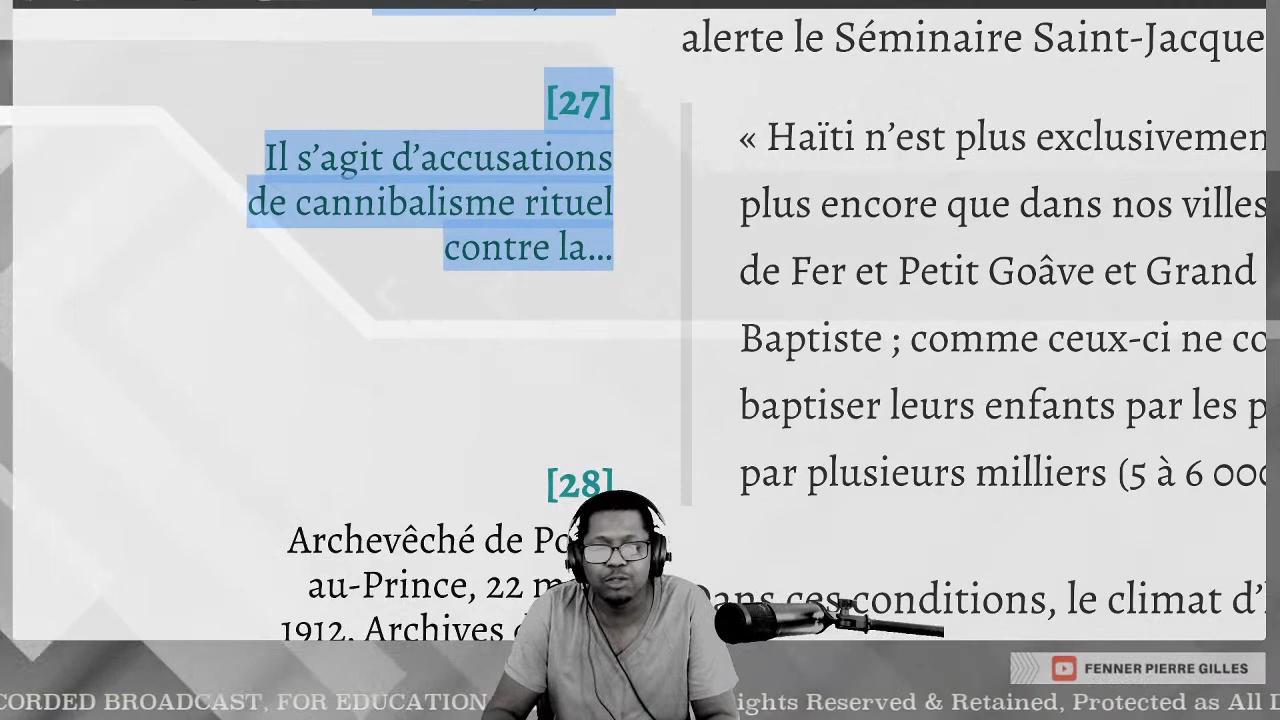 [27]
Il s’agit d’accusations
de cannibalisme rituel
contre la...
[28]
Archevêché de
au-Prince, 22
1912. Archives
alerte le Séminaire Saint-Jacque
« Haïti n’est plus exclusivemen
plus encore que dans nos villes
de Fer et Petit Goâve et Grand
Baptiste ; comme ceux-ci ne co
baptiser leurs enfants par les p
par plusieurs milliers (5 à 6 000
Dans ces conditions, le climat d’
FENNER PIERRE GILLES
CORDED BROADCAST, FOR EDUCATION
ights Reserved & Retained, Protected as All